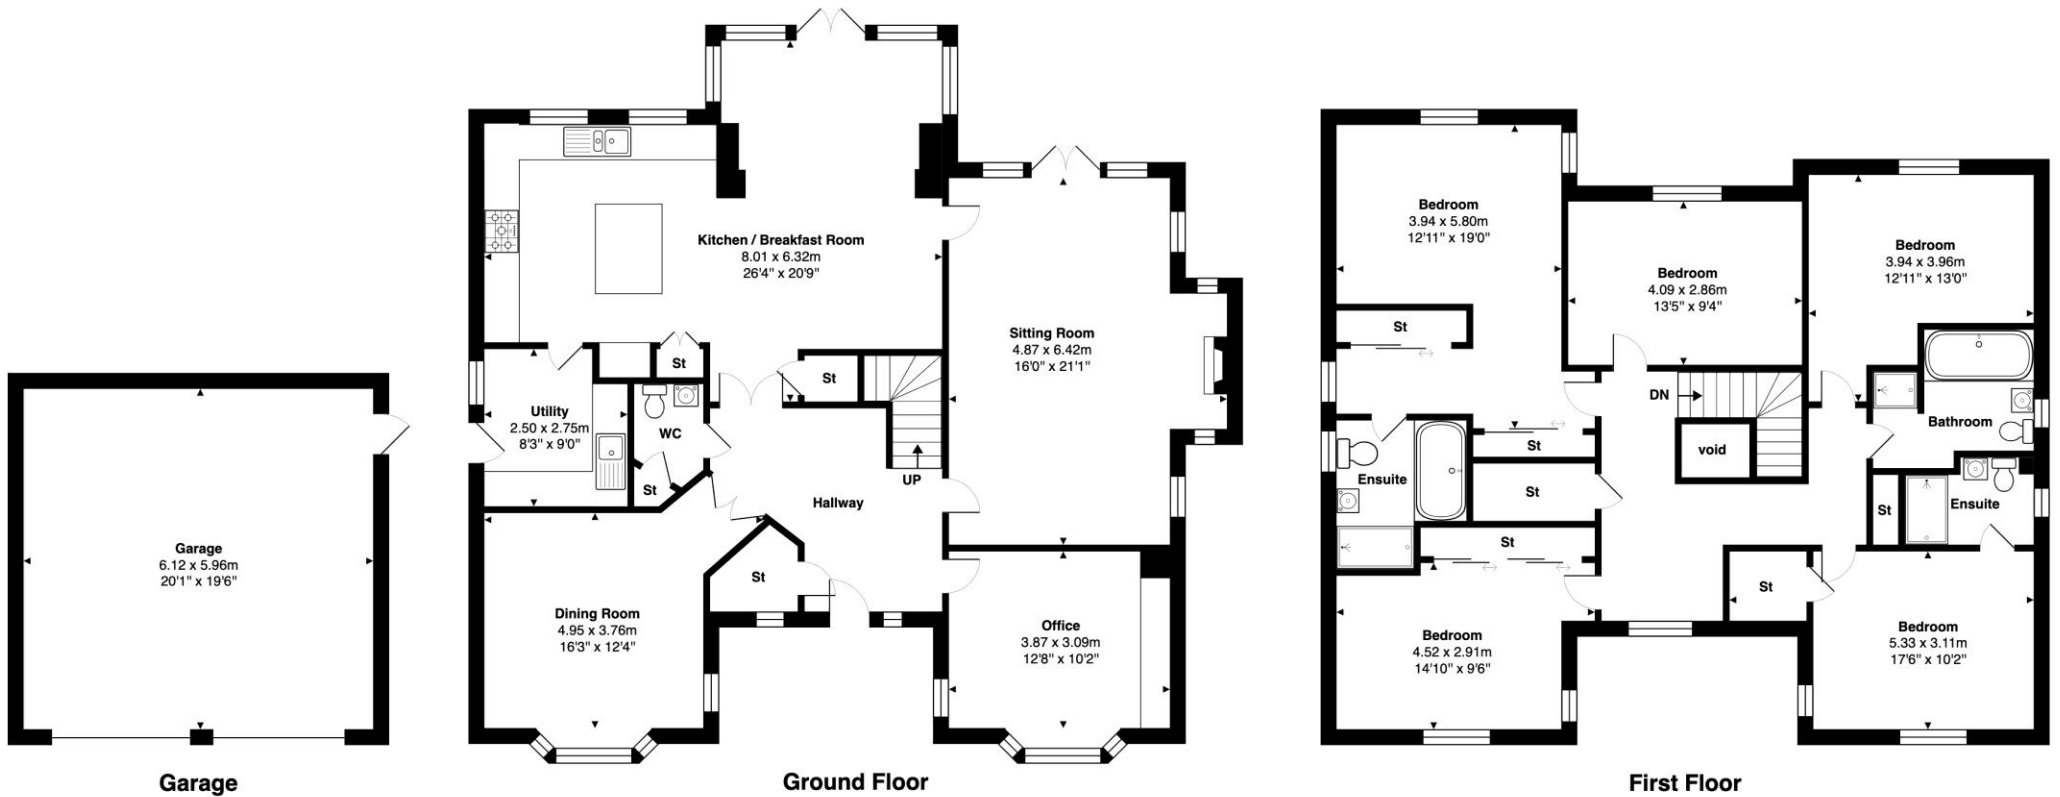 Garage
6.12 x 5.96m
20'1" x 19'6"
Garage
Kitchen / Breakfast Room
8.01 x 6.32m
26'4" x 20'9"
Sitting Room
4.87 x 6.42m
16'0" x 21'1"
St
St
Utility
2.50 x 2.75m
8'3" x 9'0"
WC
St
UP
Hallway
St
Dining Room
4.95 x 3.76m
16'3" x 12'4"
Office
3.87 x 3.09m
12'8" x 10'2"
Ground Floor
Bedroom
3.94 x 5.80m
12'11" x 19'0"
Bedroom
4.09 x 2.86m
13'5" x 9'4"
Bedroom
3.94 x 3.96m
12'11" x 13'0"
St
DN
Bathroom
St
void
Ensuite
St
Ensuite
St
St
St
Bedroom
4.52 x 2.91m
14'10" x 9'6"
Bedroom
5.33 x 3.11m
17'6" x 10'2"
First Floor